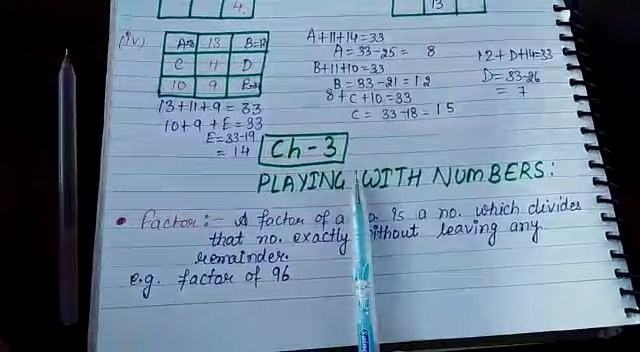 4.
13
(iv)
A=8 13 B=12
C 11 D
10 9
13+11+9=33
10+9+E=33
E=33-19
=14
A+11+14=33
A=33-25= 8
B+11+10=33
B=33-21=12
8+C+10=33
C= 33-18=15
12+D+14=33
D=33-26
= 7
Ch-3
PLAYING WITH NUMBERS:
• Factor:- A factor of a no. is a no. which divides
that no. exactly without leaving any
remainder.
e.g. factor of 96